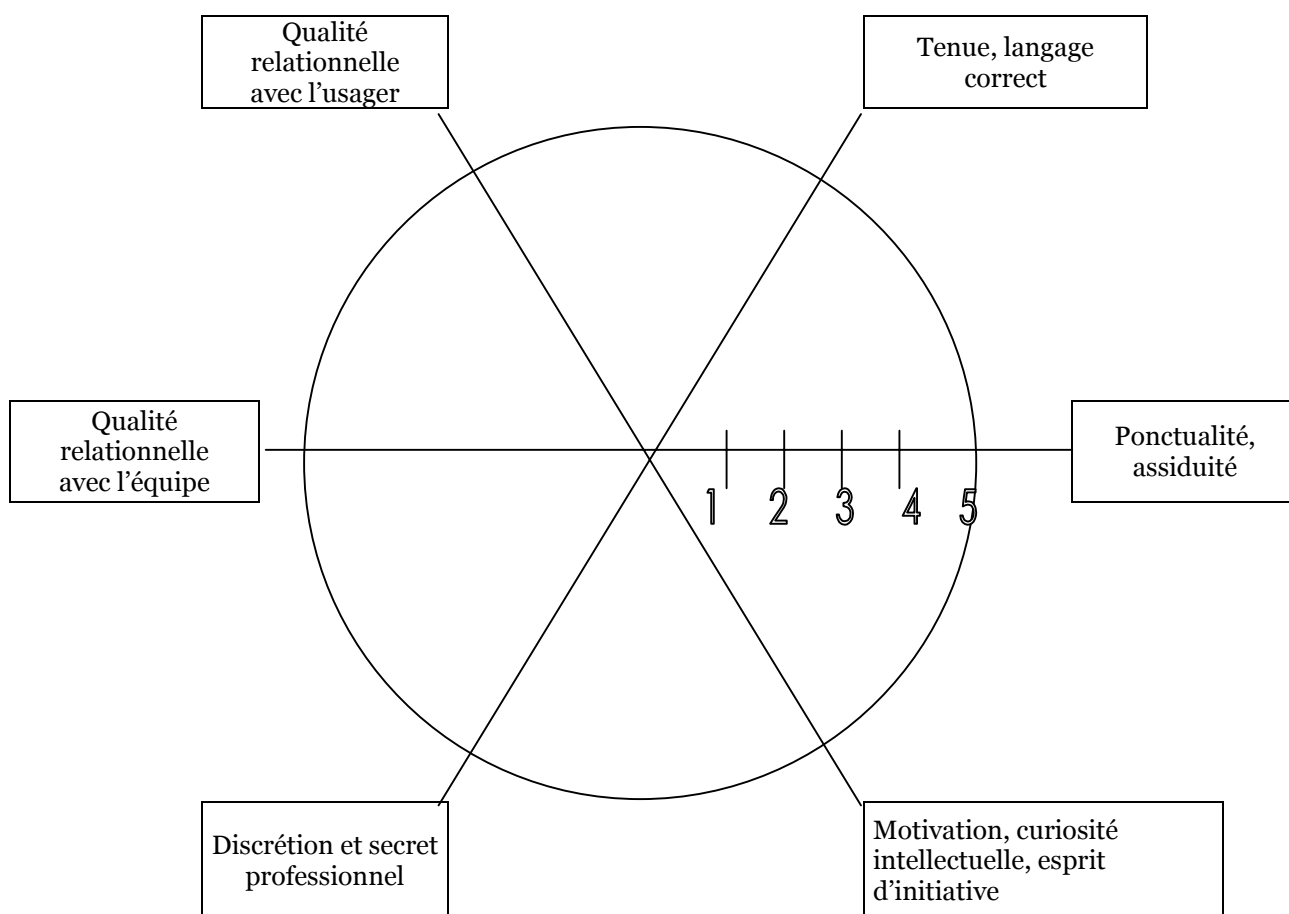 Qualité
relationnelle
avec l’usager
Tenue, langage
correct
Qualité
relationnelle
avec l’équipe
Ponctualité,
assiduité
1 2 3 4 5
Discrétion et secret
professionnel
Motivation, curiosité
intellectuelle, esprit
d’initiative